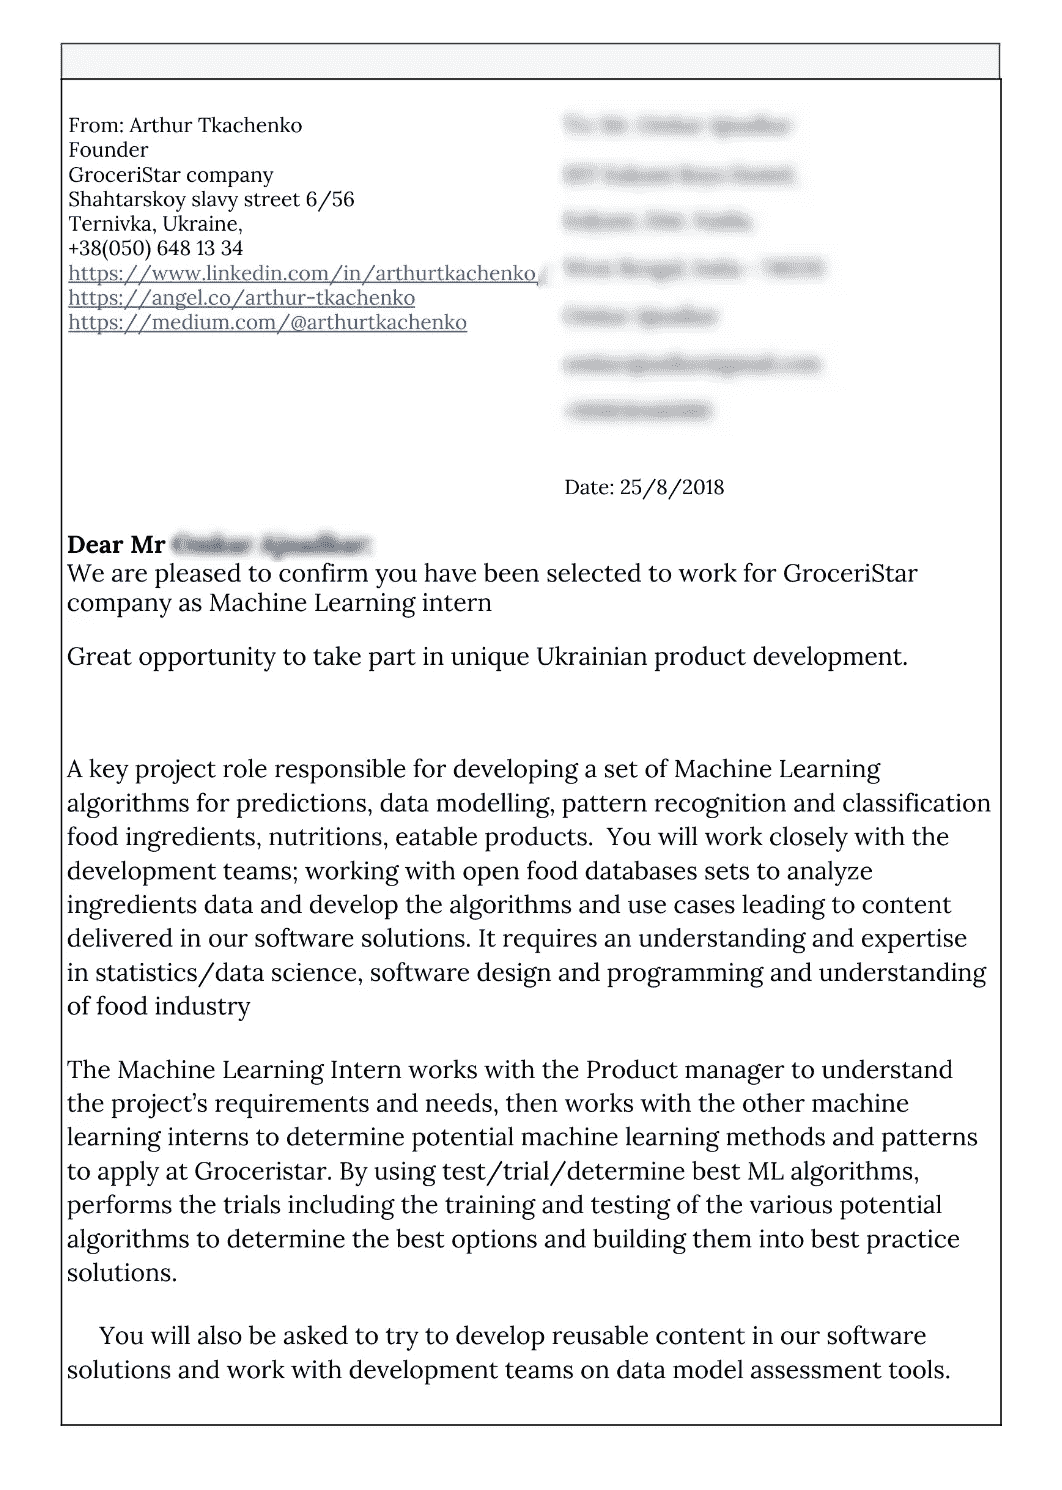 From: Arthur Tkachenko
Founder
GroceriStar company
Shahtarskoy slavy street 6/56
Ternivka, Ukraine,
+38(050) 648 13 34
https://www.linkedin.com/in/arthurtkachenko/
https://angel.co/arthur-tkachenko
https://medium.com/@arthurtkachenko
Date: 25/8/2018
Dear Mr
We are pleased to confirm you have been selected to work for GroceriStar
company as Machine Learning intern
Great opportunity to take part in unique Ukrainian product development.
A key project role responsible for developing a set of Machine Learning
algorithms for predictions, data modelling, pattern recognition and classification
food ingredients, nutritions, eatable products. You will work closely with the
development teams; working with open food databases sets to analyze
ingredients data and develop the algorithms and use cases leading to content
delivered in our software solutions. It requires an understanding and expertise
in statistics/data science, software design and programming and understanding
of food industry
The Machine Learning Intern works with the Product manager to understand
the project’s requirements and needs, then works with the other machine
learning interns to determine potential machine learning methods and patterns
to apply at Groceristar. By using test/trial/determine best ML algorithms,
performs the trials including the training and testing of the various potential
algorithms to determine the best options and building them into best practice
solutions.
You will also be asked to try to develop reusable content in our software
solutions and work with development teams on data model assessment tools.